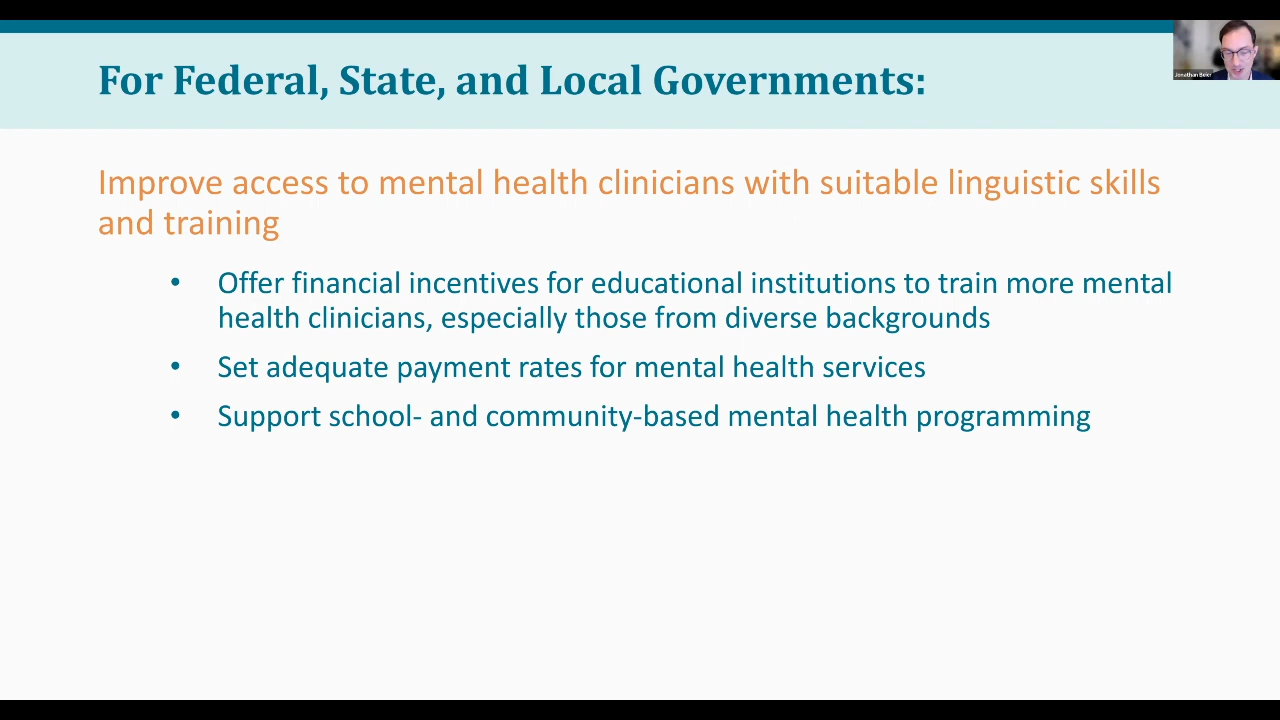 For Federal, State, and Local Governments:
Jonathan Beier
Improve access to mental health clinicians with suitable linguistic skills
and training
• Offer financial incentives for educational institutions to train more mental
health clinicians, especially those from diverse backgrounds
• Set adequate payment rates for mental health services
• Support school- and community-based mental health programming